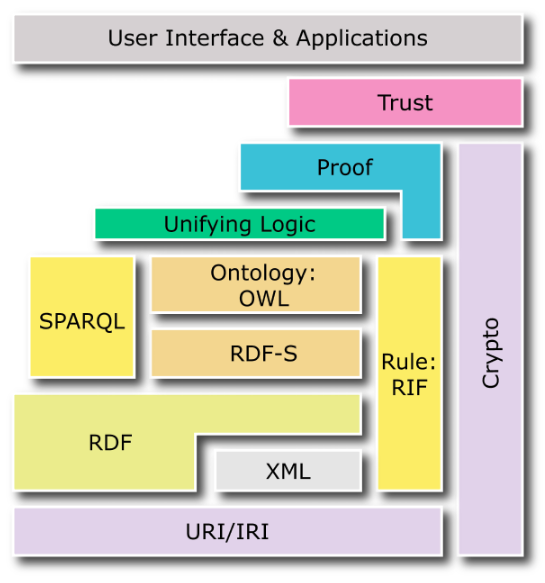 User Interface & Applications
Trust
Proof
Unifying Logic
Ontology:
OWL
SPARQL
RDF-S
Rule:
RIF
Crypto
RDF
XML
URI/IRI